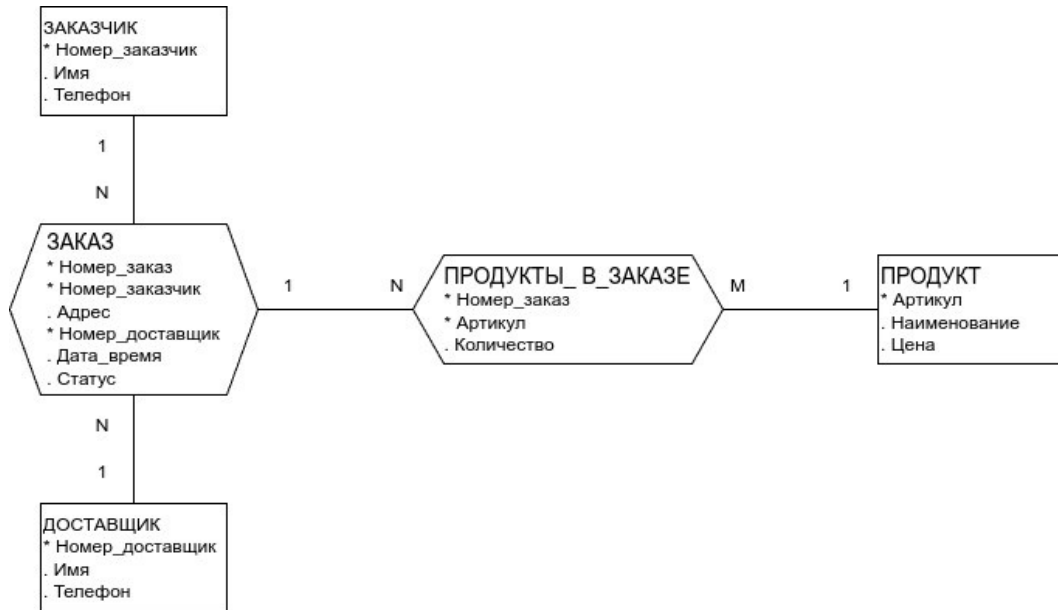 ЗАКАЗЧИК
* Номер_заказчик
. Имя
. Телефон
1
N
ЗАКАЗ
* Номер_заказ
* Номер_заказчик
. Адрес
* Номер_доставщик
. Дата_время
. Статус
1
N
ПРОДУКТЫ_ В_ЗАКАЗЕ
* Номер_заказ
* Артикул
. Количество
M
1
ПРОДУКТ
* Артикул
. Наименование
. Цена
N
1
ДОСТАВЩИК
* Номер_доставщик
. Имя
. Телефон